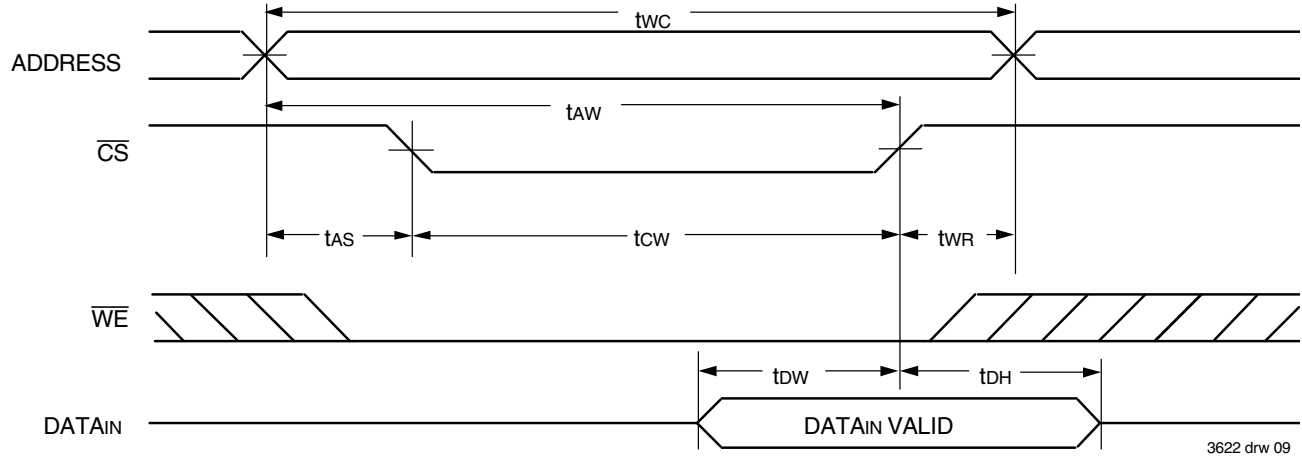 tWC
ADDRESS
tAW
CS
tAS
tCW
tWR
WE
tDW
tDH
DATAIN
DATAIN VALID
3622 drw 09